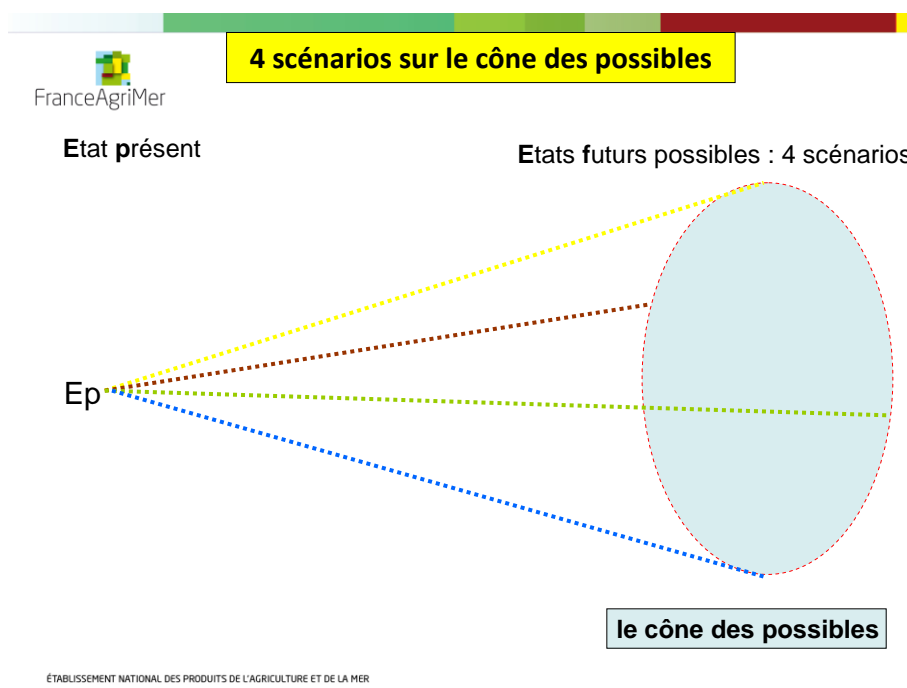 4 scénarios sur le cône des possibles
FranceAgriMer
Etat présent
Etats futurs possibles : 4 scénarios
Ep
le cône des possibles
ÉTABLISSEMENT NATIONAL DES PRODUITS DE L'AGRICULTURE ET DE LA MER